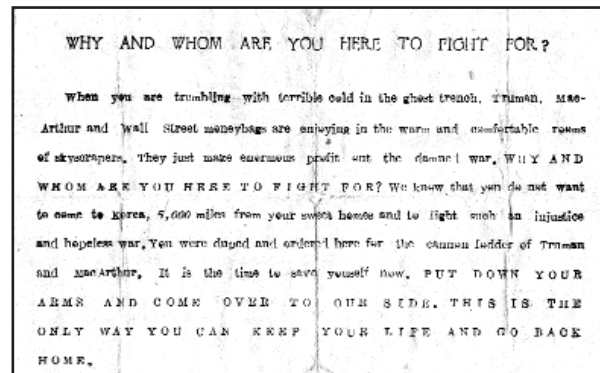 WHY AND WHOM ARE YOU HERE TO FIGHT FOR?
When you are trumbling with terrible cold in the ghost trench, Truman, Mac-
Arthur and Wall Street moneybags are enjoying in the warm and comfortable rooms
of skyscrapers. They just make enormous profit out the damned war. WHY AND
WHOM ARE YOU HERE TO FIGHT FOR? We know that you do not want
to come to Korea, 5,000 miles from your sweet homes and to fight such an injustice
and hopeless war. You were duped and ordered here for the cannon fodder of Truman
and MacArthur. It is the time to save yourself now. PUT DOWN YOUR
ARMS AND COME OVER TO OUR SIDE. THIS IS THE
ONLY WAY YOU CAN KEEP YOUR LIFE AND GO BACK
HOME.